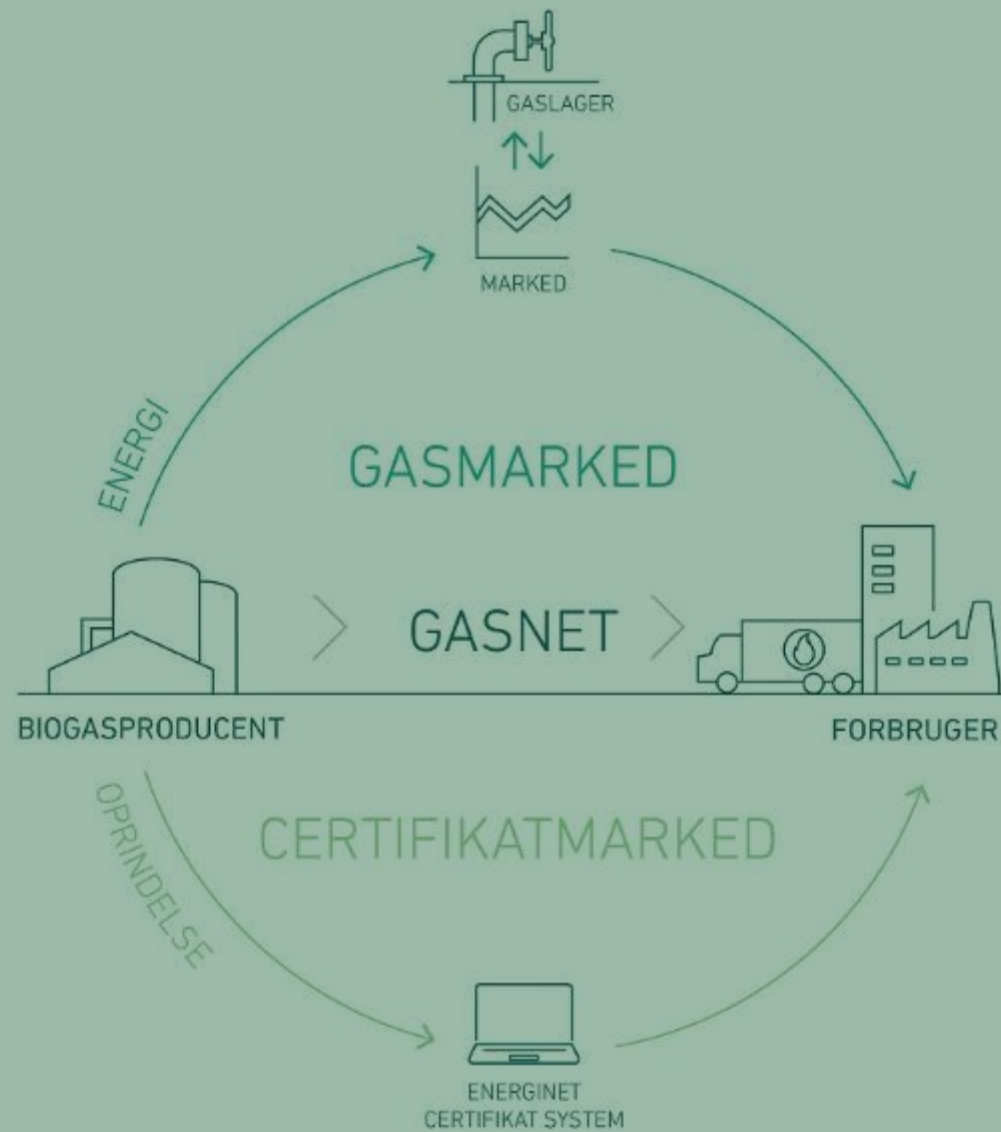 GASLAGER
MARKED
ENERGI
GASMARKED
GASNET
BIOGASPRODUCENT
FORBRUGER
OPRINDELSE
CERTIFIKATMARKED
ENERGINET
CERTIFIKAT SYSTEM